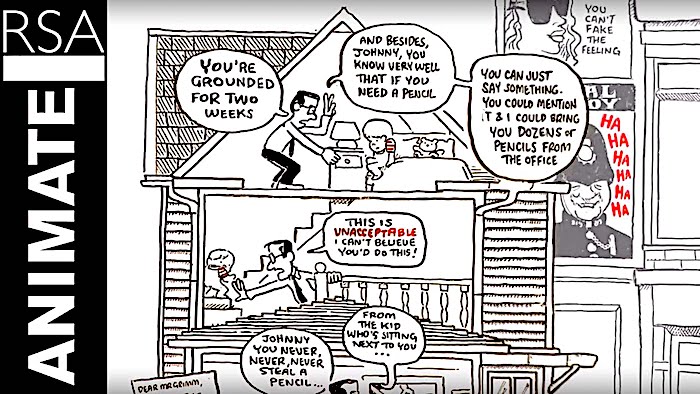 RSA
ANIMATE
YOU
CAN'T
FAKE
THE
FEELING
YOU'RE
GROUNDED
FOR TWO
WEEKS
AND BESIDES,
JOHNNY, YOU
KNOW VERY WELL
THAT IF YOU
NEED A PENCIL
YOU CAN JUST
SAY SOMETHING.
YOU COULD MENTION
IT & I COULD BRING
YOU DOZENS OF
PENCILS FROM
THE OFFICE
HA
HA
HA
HA
HA
HA
HA
THIS IS
UNACCEPTABLE
I CAN'T BELIEVE
YOU'D DO THIS!
FROM
THE KID
WHO'S SITTING
NEXT TO YOU
...
JOHNNY
YOU NEVER,
NEVER, NEVER
STEAL A
PENCIL...
DEAR MR GRIMM,